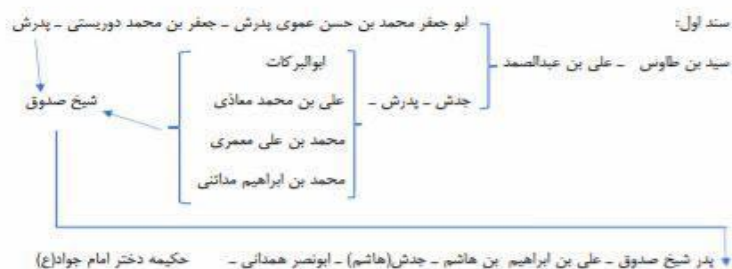 سند اول:
ابو جعفر محمد بن حسن عموی پدرش ـ جعفر بن محمد دوریستی ـ پدرش
سید بن طاوس ـ علی بن عبدالصمد
ابوالبرکات
جدش ـ پدرش ـ
علی بن محمد معاذی
شیخ صدوق
محمد بن علی معمری
محمد بن ابراهیم مدائنی
پدر شیخ صدوق ـ علی بن ابراهیم بن هاشم ـ جدش(هاشم) ـ ابونصر همدانی ـ حکیمه دختر امام جواد(ع)